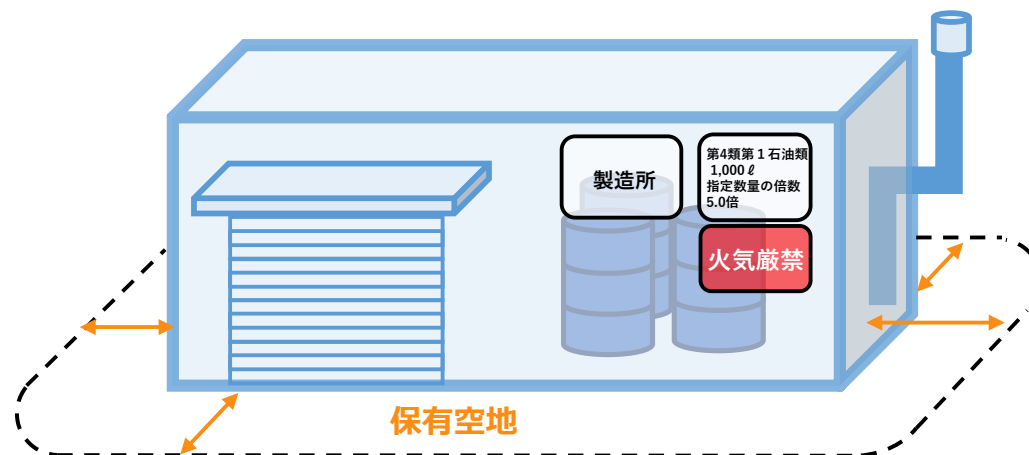 製造所
第4類第１石油類
1,000ℓ
指定数量の倍数
5.0倍
火気厳禁
保有空地